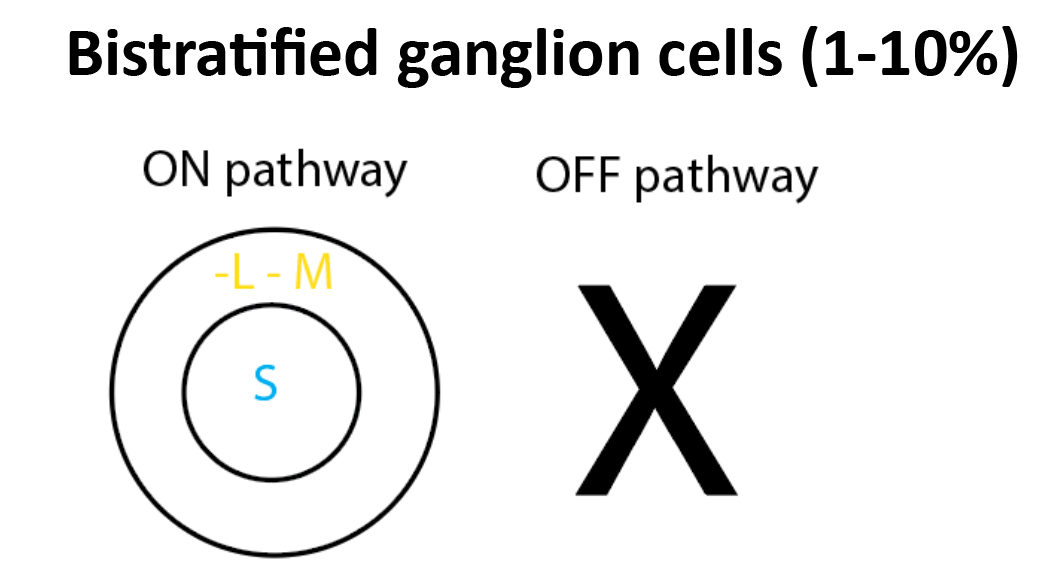 Bistratified ganglion cells (1-10%)
ON pathway
OFF pathway
-L - M
S
X